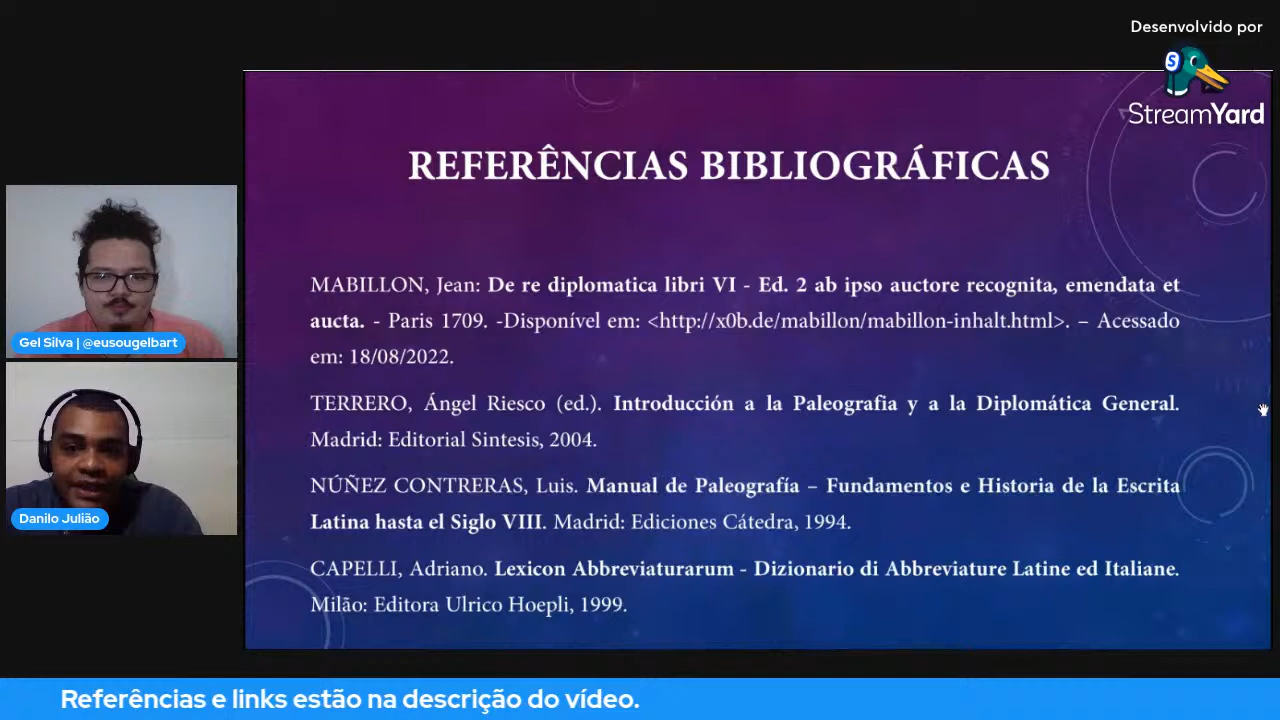 Desenvolvido por
StreamYard
REFERÊNCIAS BIBLIOGRÁFICAS
MABILLON, Jean: De re diplomatica libri VI - Ed. 2 ab ipso auctore recognita, emendata et
aucta. - Paris 1709. -Disponível em: <http://x0b.de/mabillon/mabillon-inhalt.html>. – Acessado
em: 18/08/2022.
TERRERO, Ángel Riesco (ed.). Introducción a la Paleografia y a la Diplomática General.
Madrid: Editorial Sintesis, 2004.
NÚÑEZ CONTRERAS, Luis. Manual de Paleografía – Fundamentos e Historia de la Escrita
Latina hasta el Siglo VIII. Madrid: Ediciones Cátedra, 1994.
CAPELLI, Adriano. Lexicon Abbreviaturarum - Dizionario di Abbreviature Latine ed Italiane.
Milão: Editora Ulrico Hoepli, 1999.
Gel Silva | @eusougelbart
Danilo Julião
Referências e links estão na descrição do vídeo.